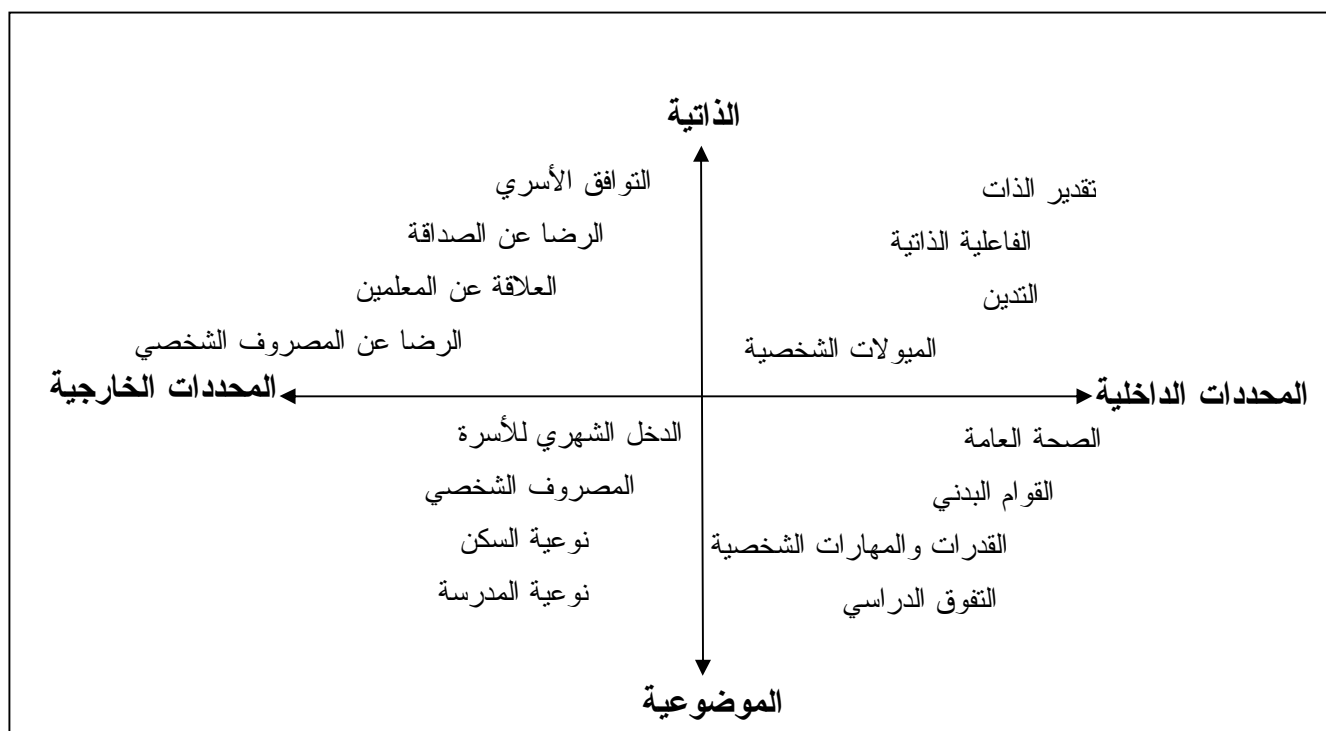 الذاتية
تقدير الذات
التوافق الأسري
الفاعلية الذاتية
الرضا عن الصداقة
التدين
العلاقة عن المعلمين
الميولات الشخصية
الرضا عن المصروف الشخصي
المحددات الداخلية
المحددات الخارجية
الصحة العامة
الدخل الشهري للأسرة
القوام البدني
المصروف الشخصي
القدرات والمهارات الشخصية
نوعية السكن
التفوق الدراسي
نوعية المدرسة
الموضوعية